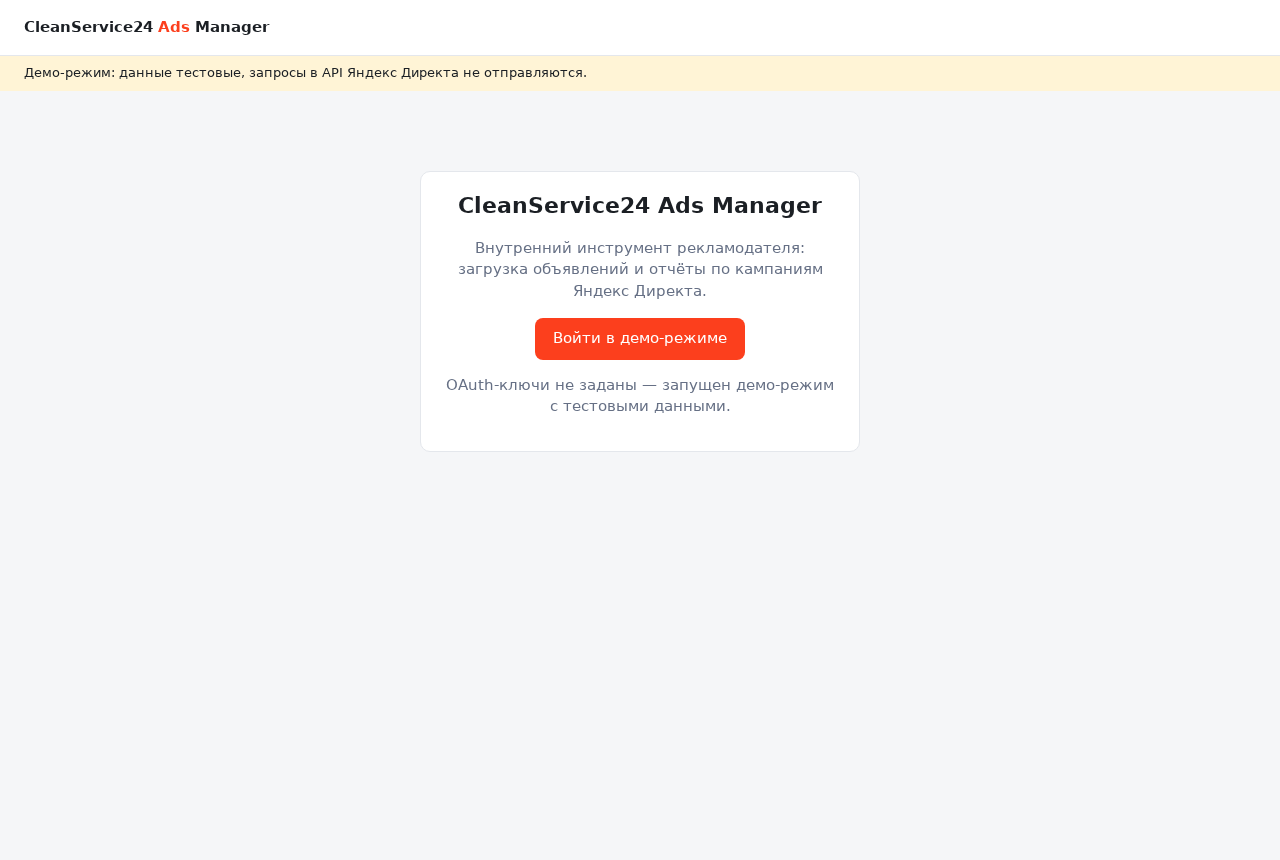 CleanService24 Ads Manager
Демо-режим: данные тестовые, запросы в API Яндекс Директа не отправляются.
CleanService24 Ads Manager
Внутренний инструмент рекламодателя:
загрузка объявлений и отчёты по кампаниям
Яндекс Директа.
Войти в демо-режиме
OAuth-ключи не заданы — запущен демо-режим
с тестовыми данными.